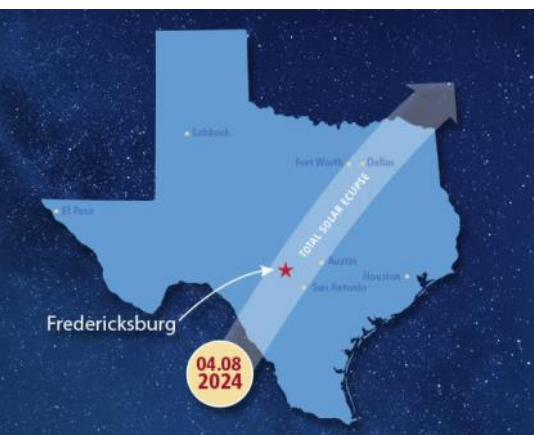 Lubbock
Fort Worth
Dallas
El Paso
TOTAL SOLAR ECLIPSE
Austin
Houston
San Antonio
Fredericksburg
04.08
2024